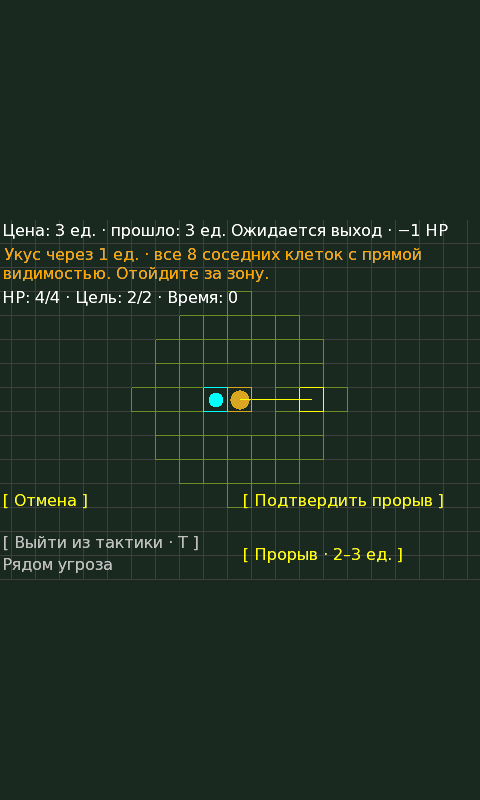 Цена: 3 ед. · прошло: 3 ед. Ожидается выход · −1 HP
Укус через 1 ед. · все 8 соседних клеток с прямой
видимостью. Отойдите за зону.
HP: 4/4 · Цель: 2/2 · Время: 0
[ Отмена ]
[ Подтвердить прорыв ]
[ Выйти из тактики · T ]
[ Прорыв · 2–3 ед. ]
Рядом угроза